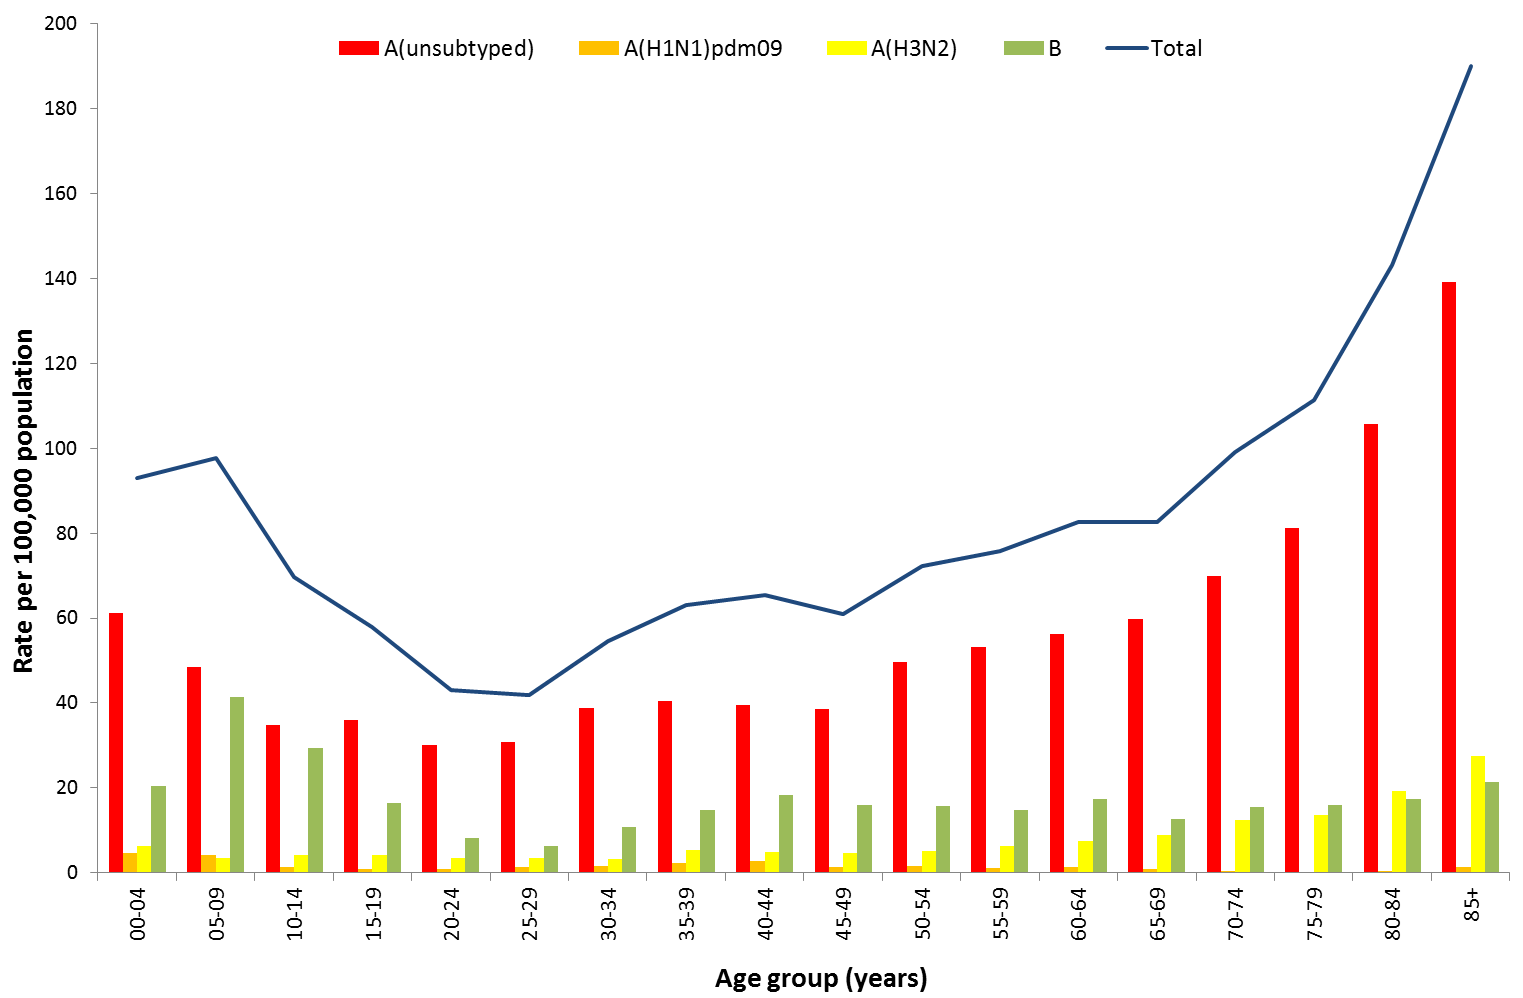 A(unsubtyped) A(H1N1)pdm09 A(H3N2) B Total
Rate per 100,000 population
200
180
160
140
120
100
80
60
40
20
0
00-04 05-09 10-14 15-19 20-24 25-29 30-34 35-39 40-44 45-49 50-54 55-59 60-64 65-69 70-74 75-79 80-84 85+
Age group (years)